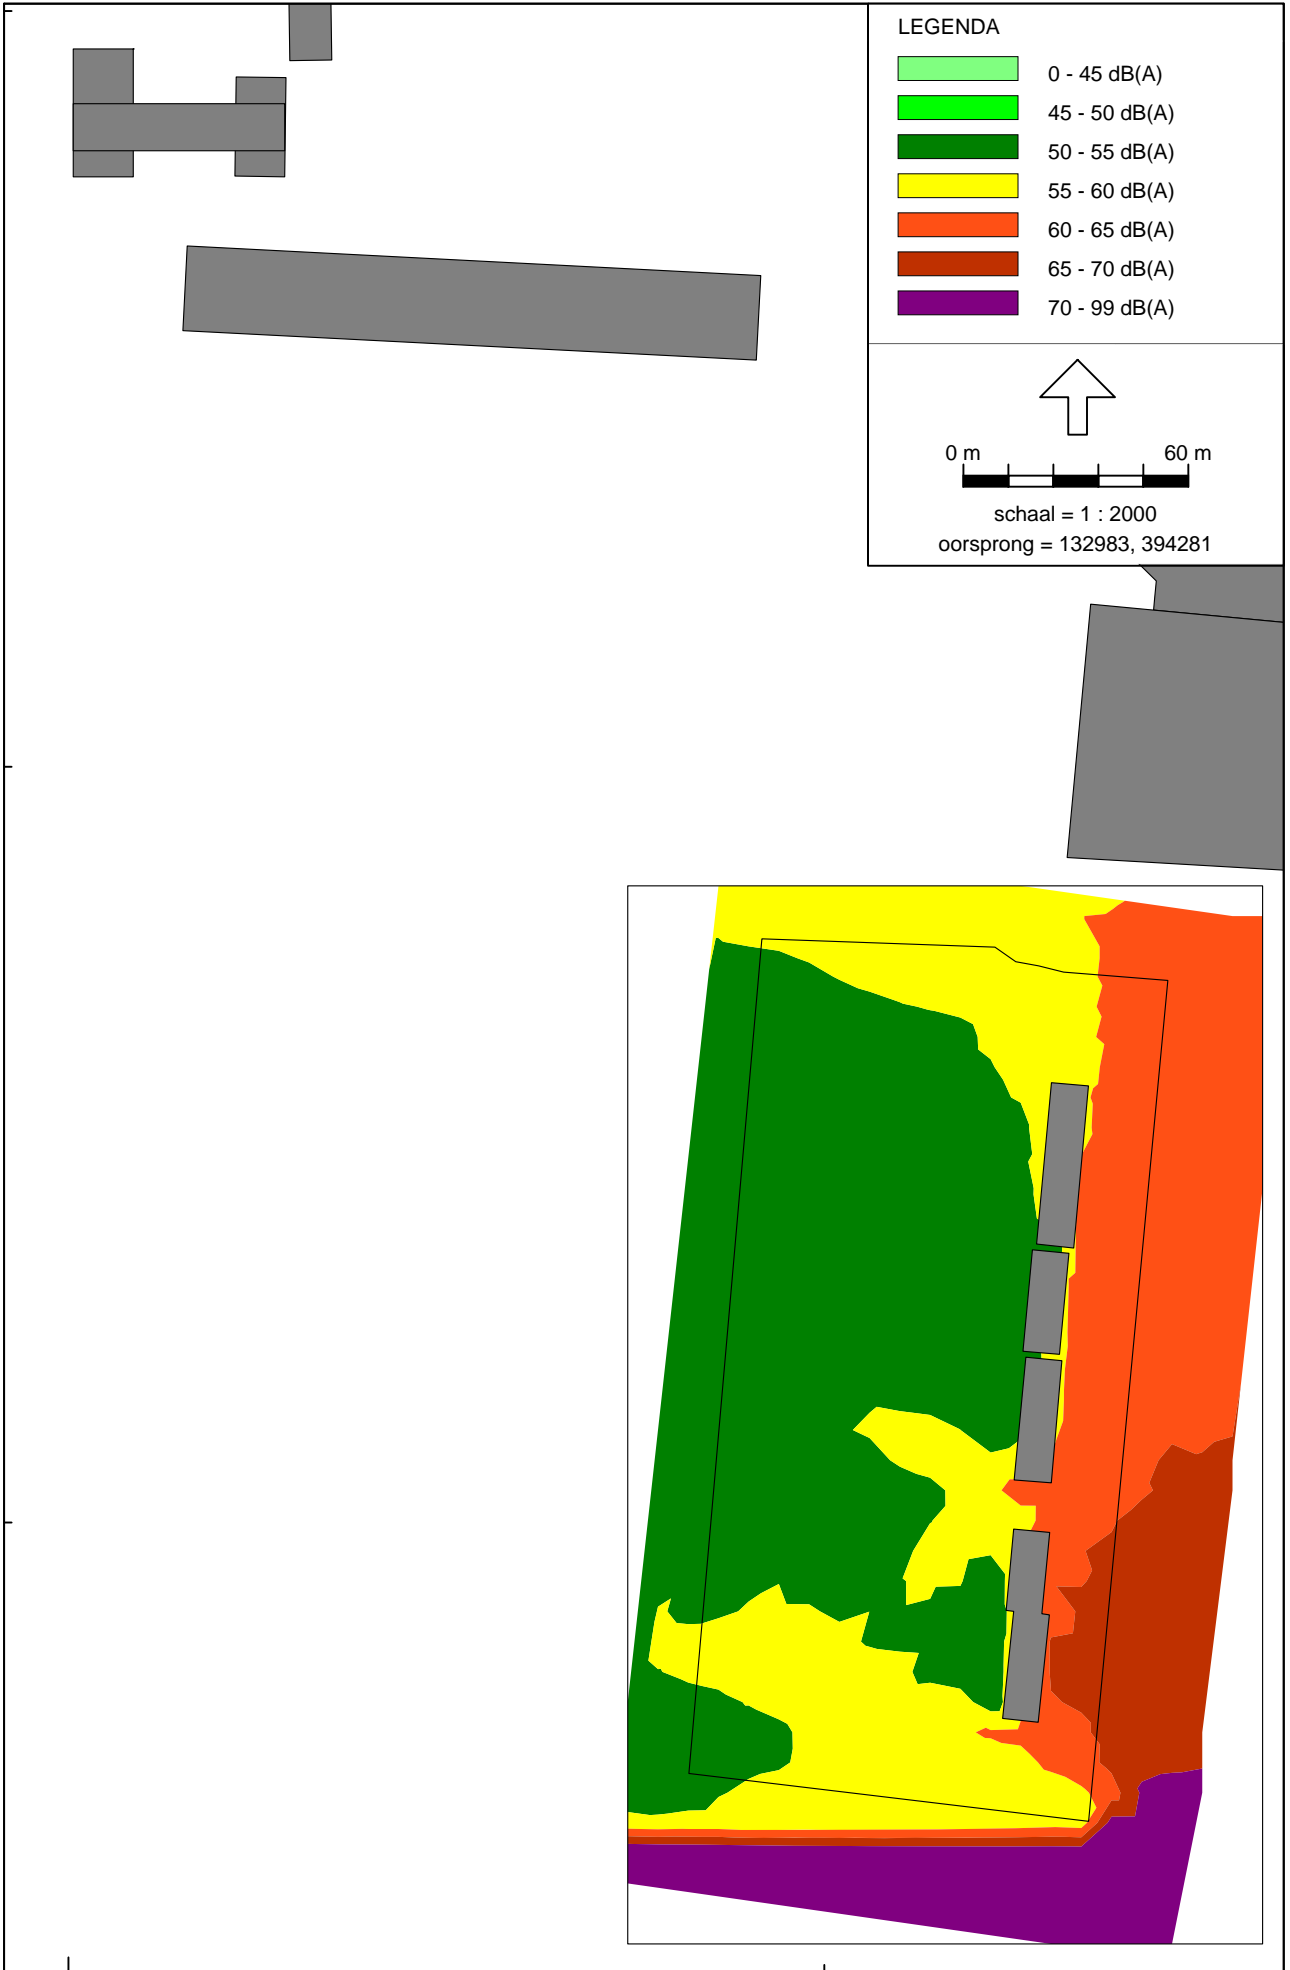 LEGENDA
0 - 45 dB(A)
45 - 50 dB(A)
50 - 55 dB(A)
55 - 60 dB(A)
60 - 65 dB(A)
65 - 70 dB(A)
70 - 99 dB(A)
0 m 60 m
schaal = 1 : 2000
oorsprong = 132983, 394281